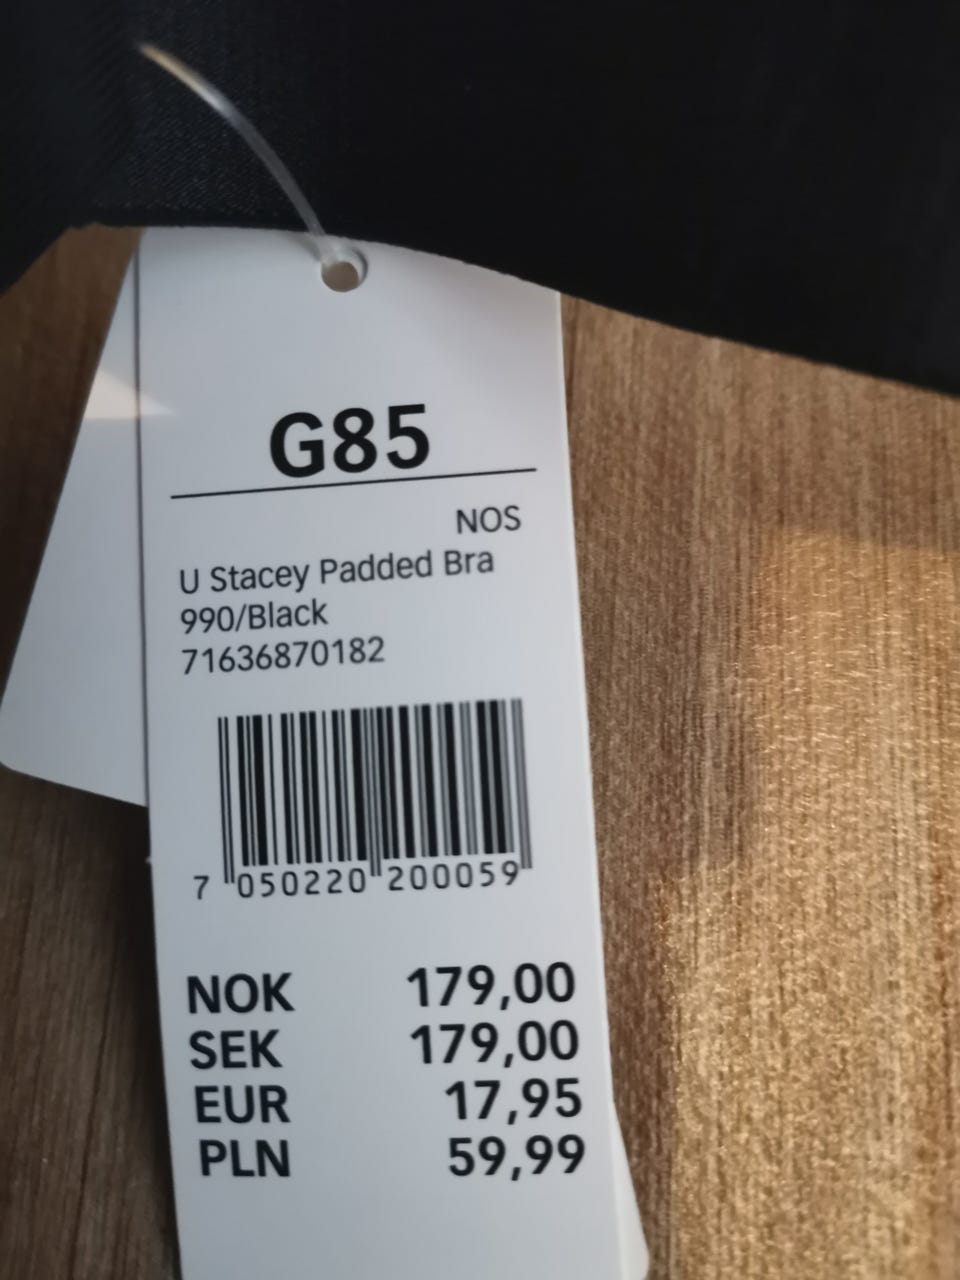 G85
NOS
U Stacey Padded Bra
990/Black
71636870182
7 050220 200059
NOK 179,00
SEK 179,00
EUR 17,95
PLN 59,99